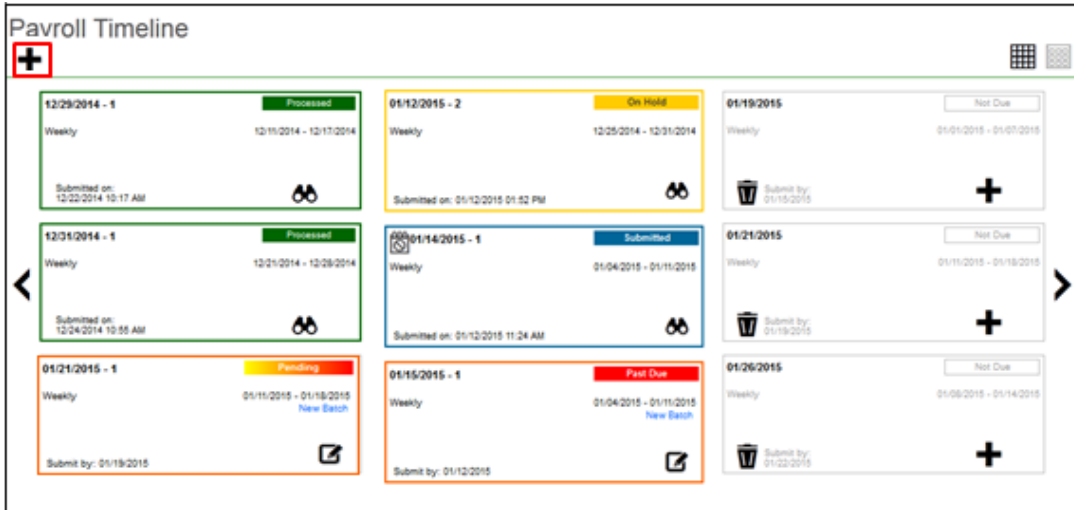 Payroll Timeline
12/29/2014 - 1 Processed
Weekly 12/11/2014 - 12/17/2014
Submitted on:
12/22/2014 10:17 AM
01/12/2015 - 2 On Hold
Weekly 12/25/2014 - 12/31/2014
Submitted on: 01/12/2015 01:52 PM
01/19/2015 Not Due
Weekly 01/01/2015 - 01/07/2015
Submit by:
01/15/2015
12/31/2014 - 1 Processed
Weekly 12/21/2014 - 12/28/2014
Submitted on:
12/24/2014 10:55 AM
01/14/2015 - 1 Submitted
Weekly 01/04/2015 - 01/11/2015
Submitted on: 01/12/2015 11:24 AM
01/21/2015 Not Due
Weekly 01/11/2015 - 01/18/2015
Submit by:
01/19/2015
01/21/2015 - 1 Pending
Weekly 01/11/2015 - 01/18/2015
New Batch
Submit by: 01/19/2015
01/15/2015 - 1 Past Due
Weekly 01/04/2015 - 01/11/2015
New Batch
Submit by: 01/12/2015
01/26/2015 Not Due
Weekly 01/08/2015 - 01/14/2015
Submit by:
01/22/2015